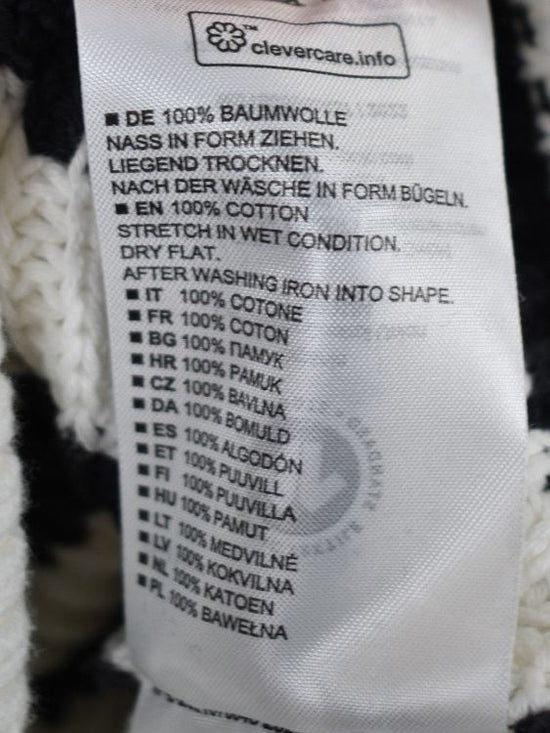 clevercare.info
■ DE 100% BAUMWOLLE
NASS IN FORM ZIEHEN.
LIEGEND TROCKNEN.
NACH DER WÄSCHE IN FORM BÜGELN.
■ EN 100% COTTON
STRETCH IN WET CONDITION.
DRY FLAT.
AFTER WASHING IRON INTO SHAPE.
■ IT 100% COTONE
■ FR 100% COTON
■ BG 100% ПАМУК
■ HR 100% PAMUK
■ CZ 100% BAVLNA
■ DA 100% BOMULD
■ ES 100% ALGODÓN
■ ET 100% PUUVILL
■ FI 100% PUUVILLA
■ HU 100% PAMUT
■ LT 100% MEDVILNÉ
■ LV 100% KOKVILNA
■ NL 100% KATOEN
■ PL 100% BAWEŁNA